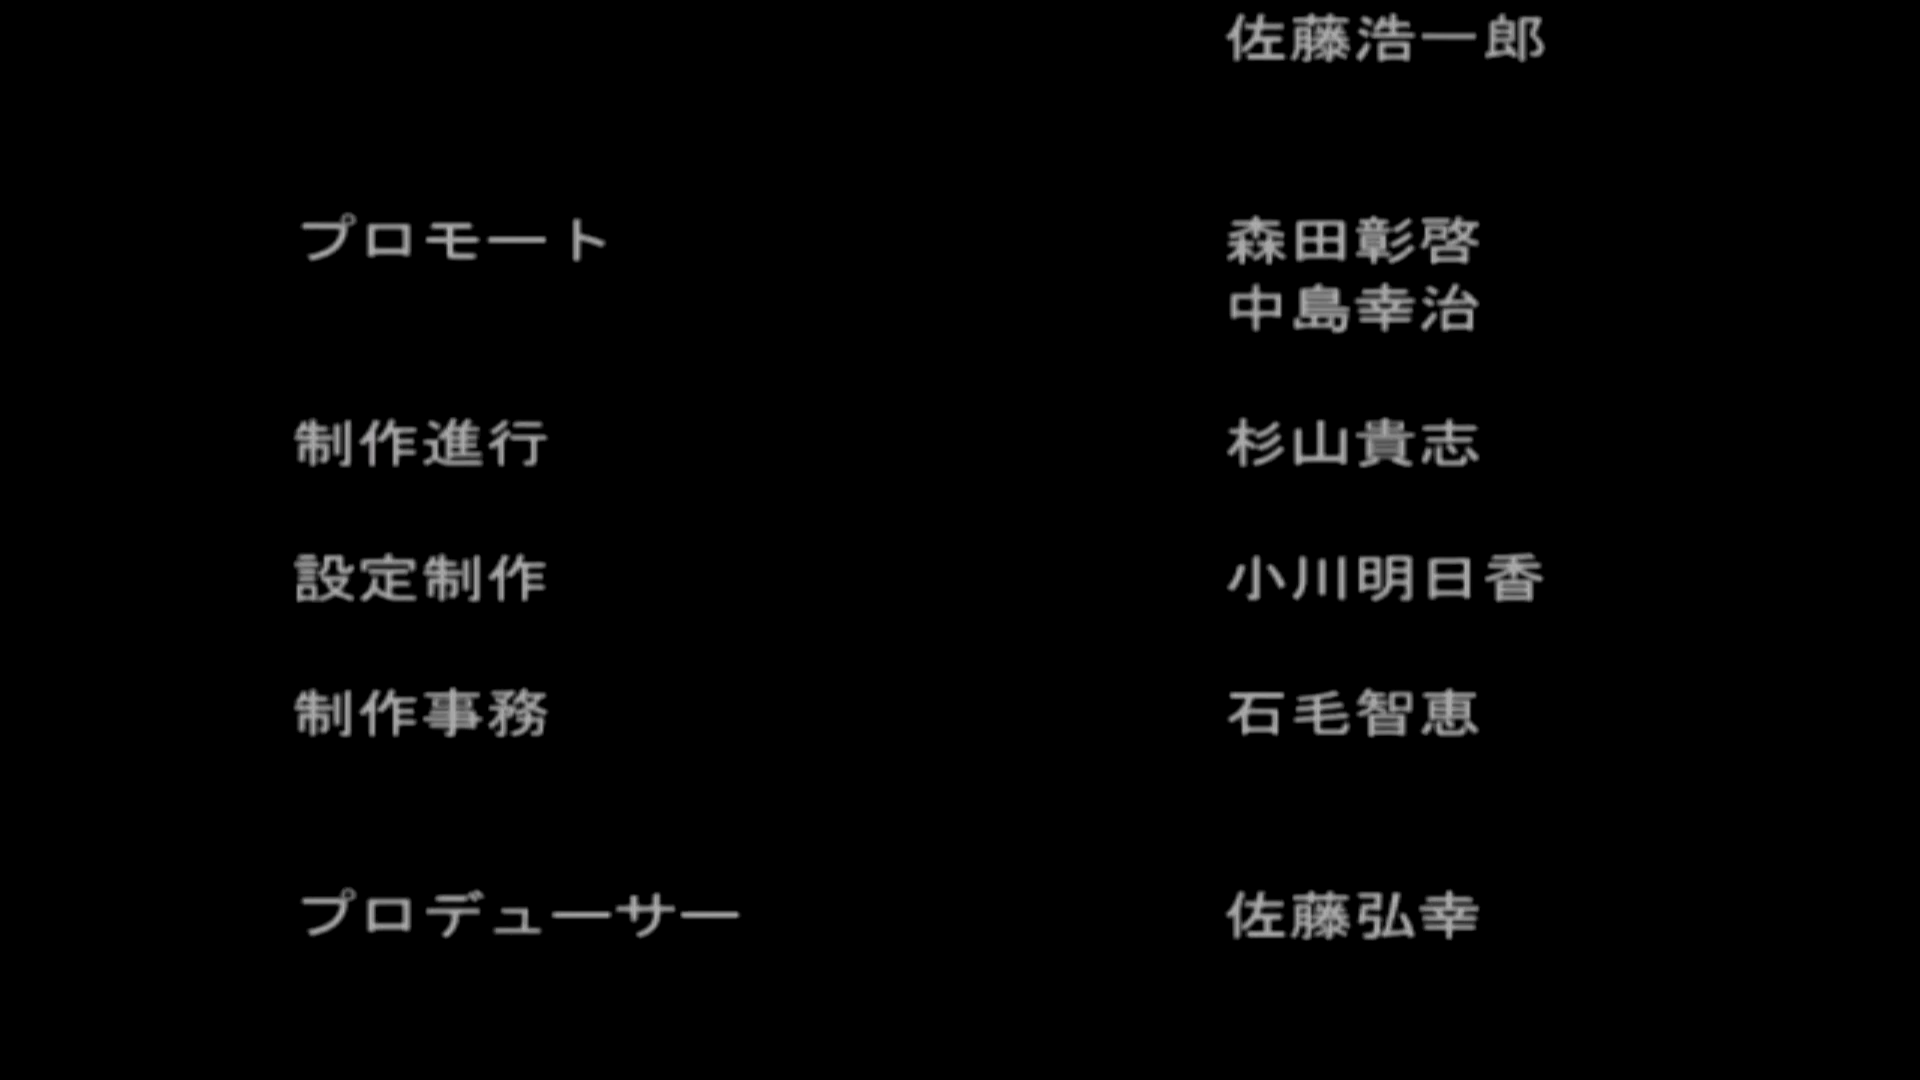 佐藤浩一郎
プロモート 森田彰啓
中島幸治
制作進行 杉山貴志
設定制作 小川明日香
制作事務 石毛智恵
プロデューサー 佐藤弘幸